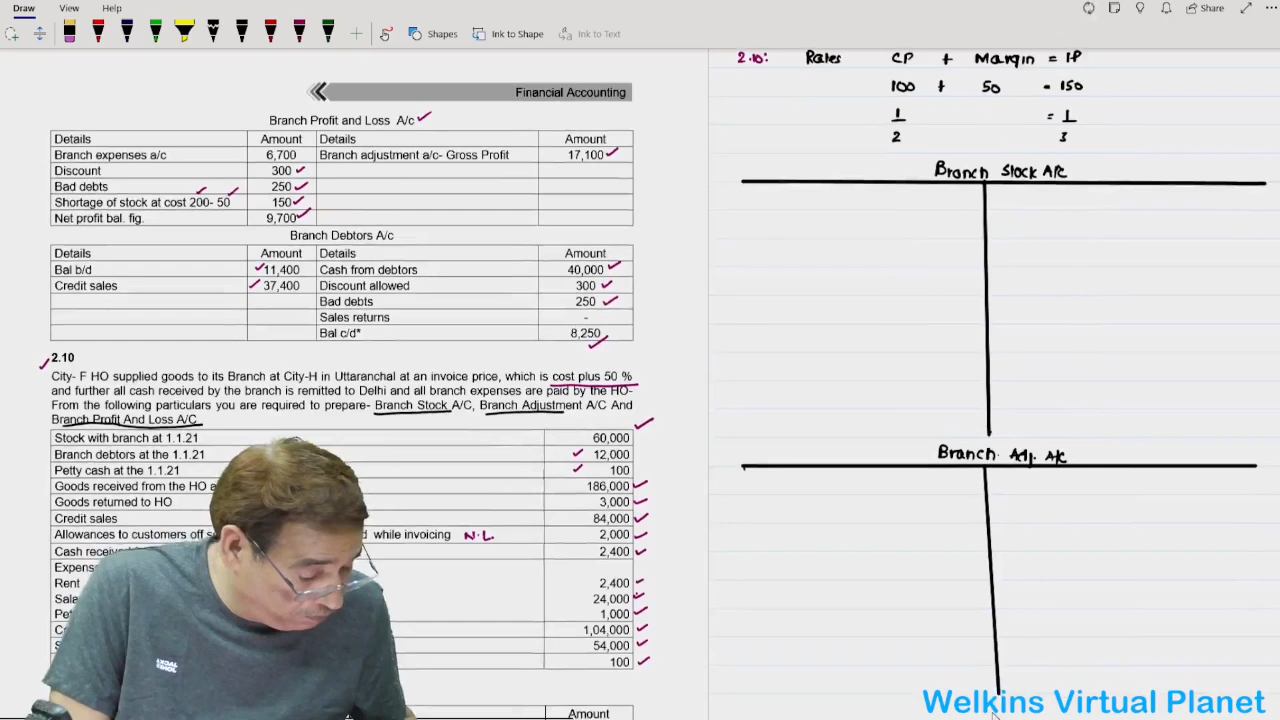 Draw View Help
Shapes Ink to Shape Ink to Text Share
Financial Accounting
Branch Profit and Loss A/c
Details Amount Details Amount
Branch expenses a/c 6,700 Branch adjustment a/c- Gross Profit 17,100
Discount 300
Bad debts 250
Shortage of stock at cost 200- 50 150
Net profit bal. fig. 9,700
Branch Debtors A/c
Details Amount Details Amount
Bal b/d 11,400 Cash from debtors 40,000
Credit sales 37,400 Discount allowed 300
Bad debts 250
Sales returns -
Bal c/d* 8,250
2.10
City- F HO supplied goods to its Branch at City-H in Uttaranchal at an invoice price, which is cost plus 50 %
and further all cash received by the branch is remitted to Delhi and all branch expenses are paid by the HO-
From the following particulars you are required to prepare- Branch Stock A/C, Branch Adjustment A/C And
Branch Profit And Loss A/C
Stock with branch at 1.1.21 60,000
Branch debtors at the 1.1.21 12,000
Petty cash at the 1.1.21 100
Goods received from the HO 186,000
Goods returned to HO 3,000
Credit sales 84,000
Allowances to customers off while invoicing N.L. 2,000
Cash 2,400
Rent 2,400
24,000
1,000
1,04,000
54,000
100
Amount
2.10: Rates CP + Margin = IP
100 + 50 = 150
1 = 1
2 3
Branch Stock A/C
Branch Adj. A/c
EXCAL
Welkins Virtual Planet